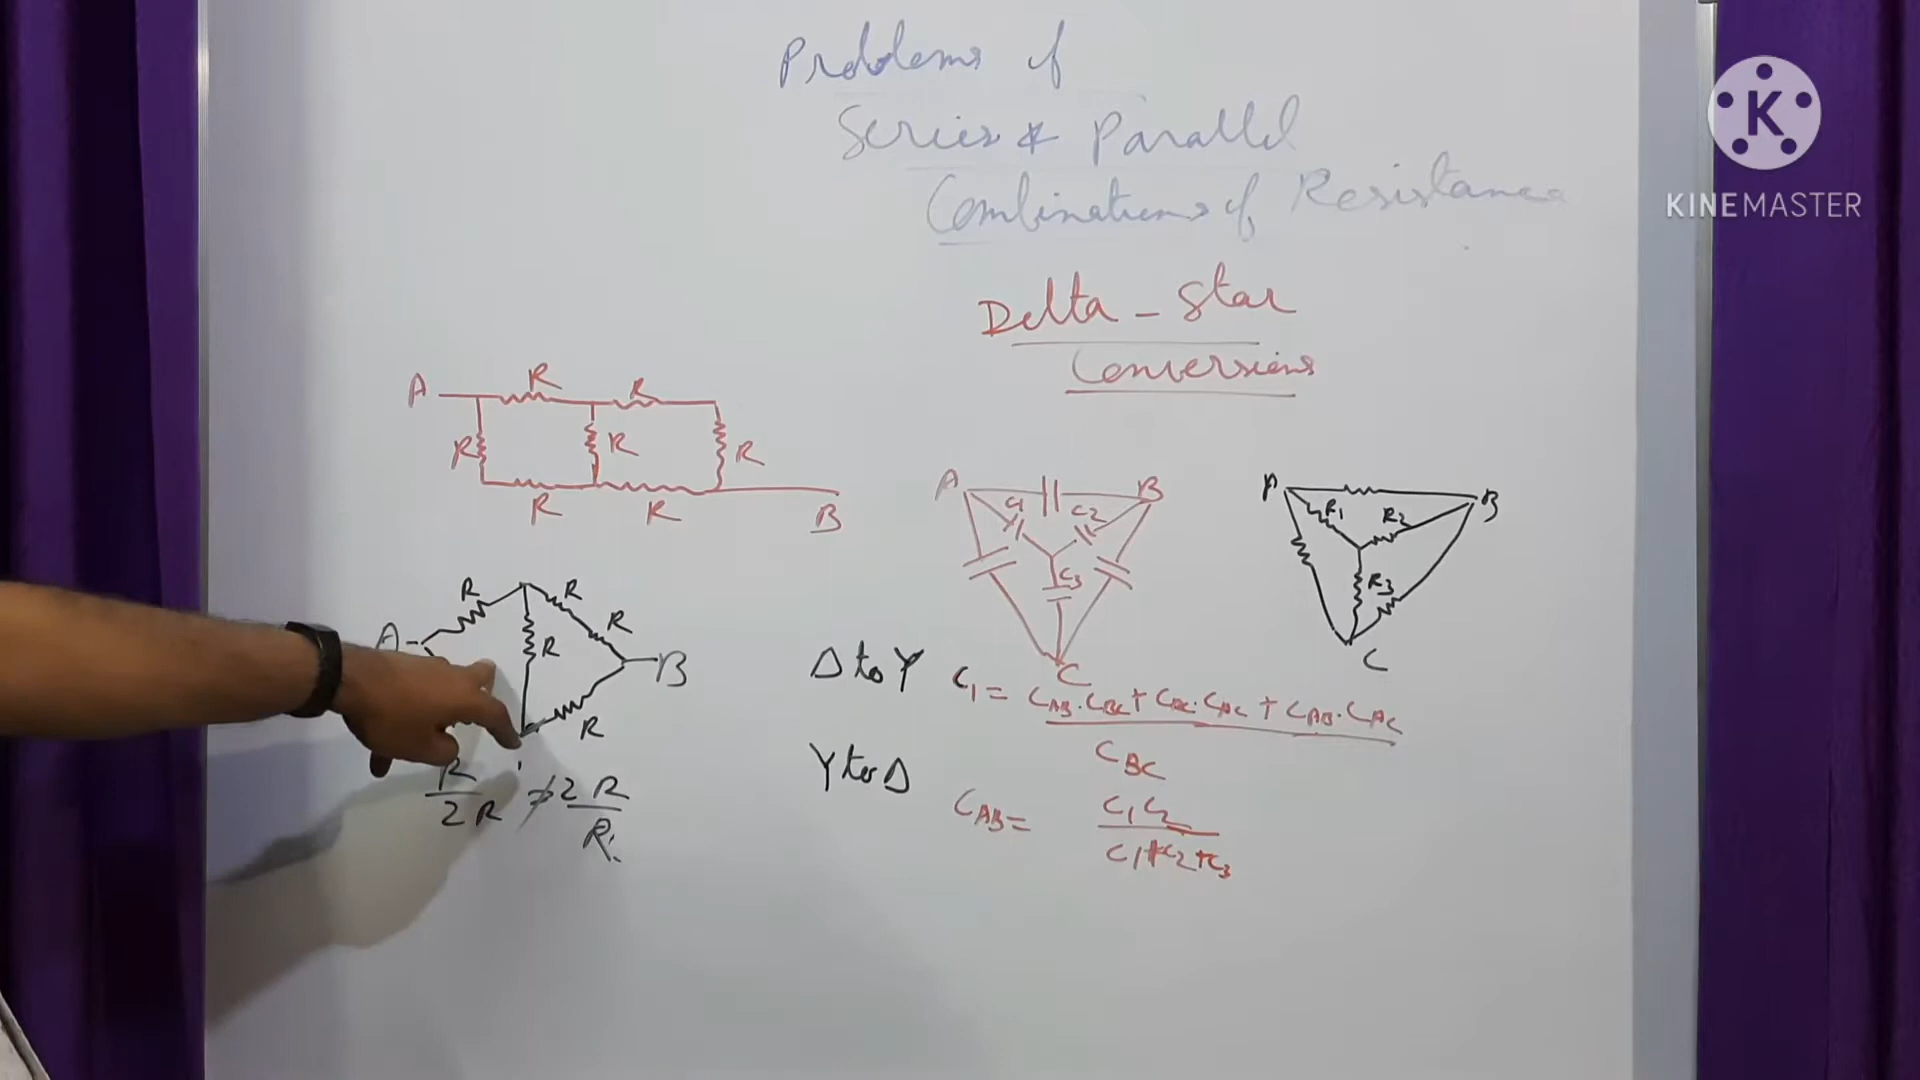 Problems of
Series & Parallel
Combinations of Resistance
Delta - Star
Conversions
K
KINEMASTER
A R R
R R R
R R B
A R R
R R
B
R
R/2R ≠ 2R/R
A B
C1 C2
C3
C
A B
R1 R2
R3
C
Δ to Y C1 = CAB.CBC + CBC.CAC + CAB.CAC / CBC
Y to Δ CAB = C1C2 / C1+C2+C3